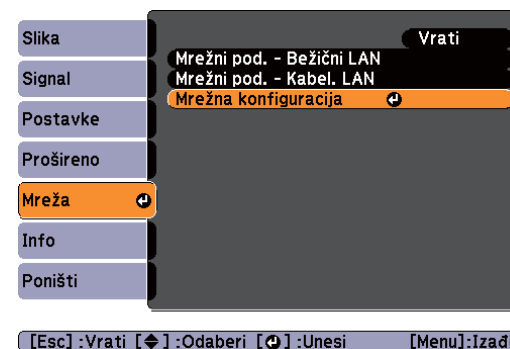 Slika
Signal
Postavke
Prošireno
Mreža
Info
Poništi
Vrati
Mrežni pod. - Bežični LAN
Mrežni pod. - Kabel. LAN
Mrežna konfiguracija
[Esc] :Vrati [ ] :Odaberi [ ] :Unesi [Menu]:Izađ